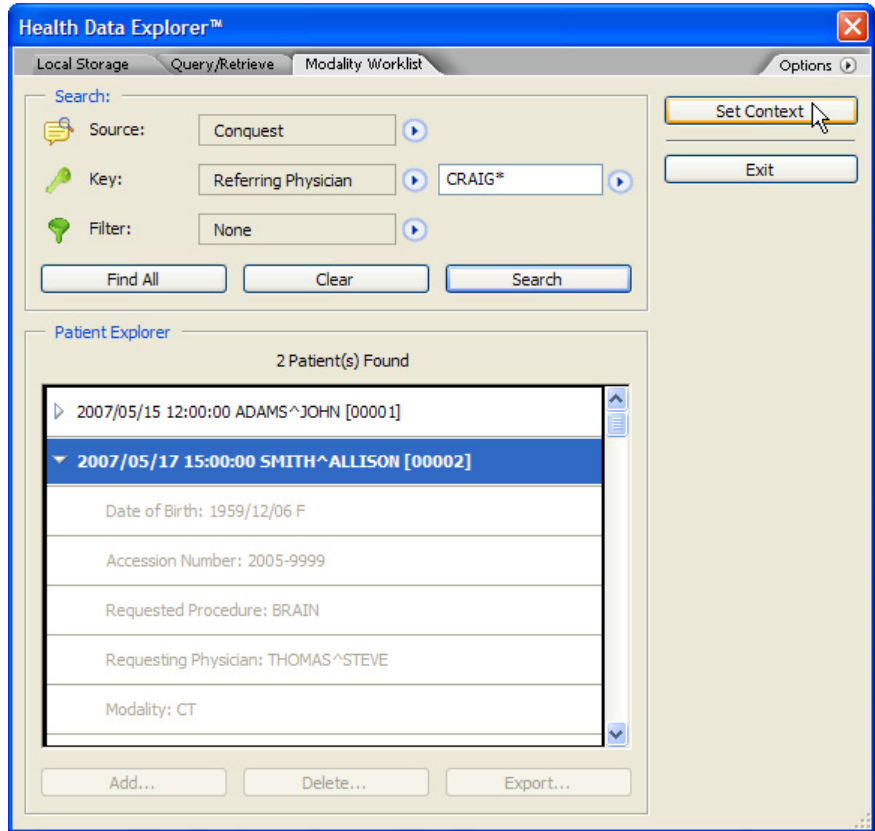 Health Data Explorer™
Local Storage Query/Retrieve Modality Worklist Options
Search:
Source: Conquest
Key: Referring Physician CRAIG*
Filter: None
Find All Clear Search
Set Context
Exit
Patient Explorer
2 Patient(s) Found
2007/05/15 12:00:00 ADAMS^JOHN [00001]
2007/05/17 15:00:00 SMITH^ALLISON [00002]
Date of Birth: 1959/12/06 F
Accession Number: 2005-9999
Requested Procedure: BRAIN
Requesting Physician: THOMAS^STEVE
Modality: CT
Add... Delete... Export...